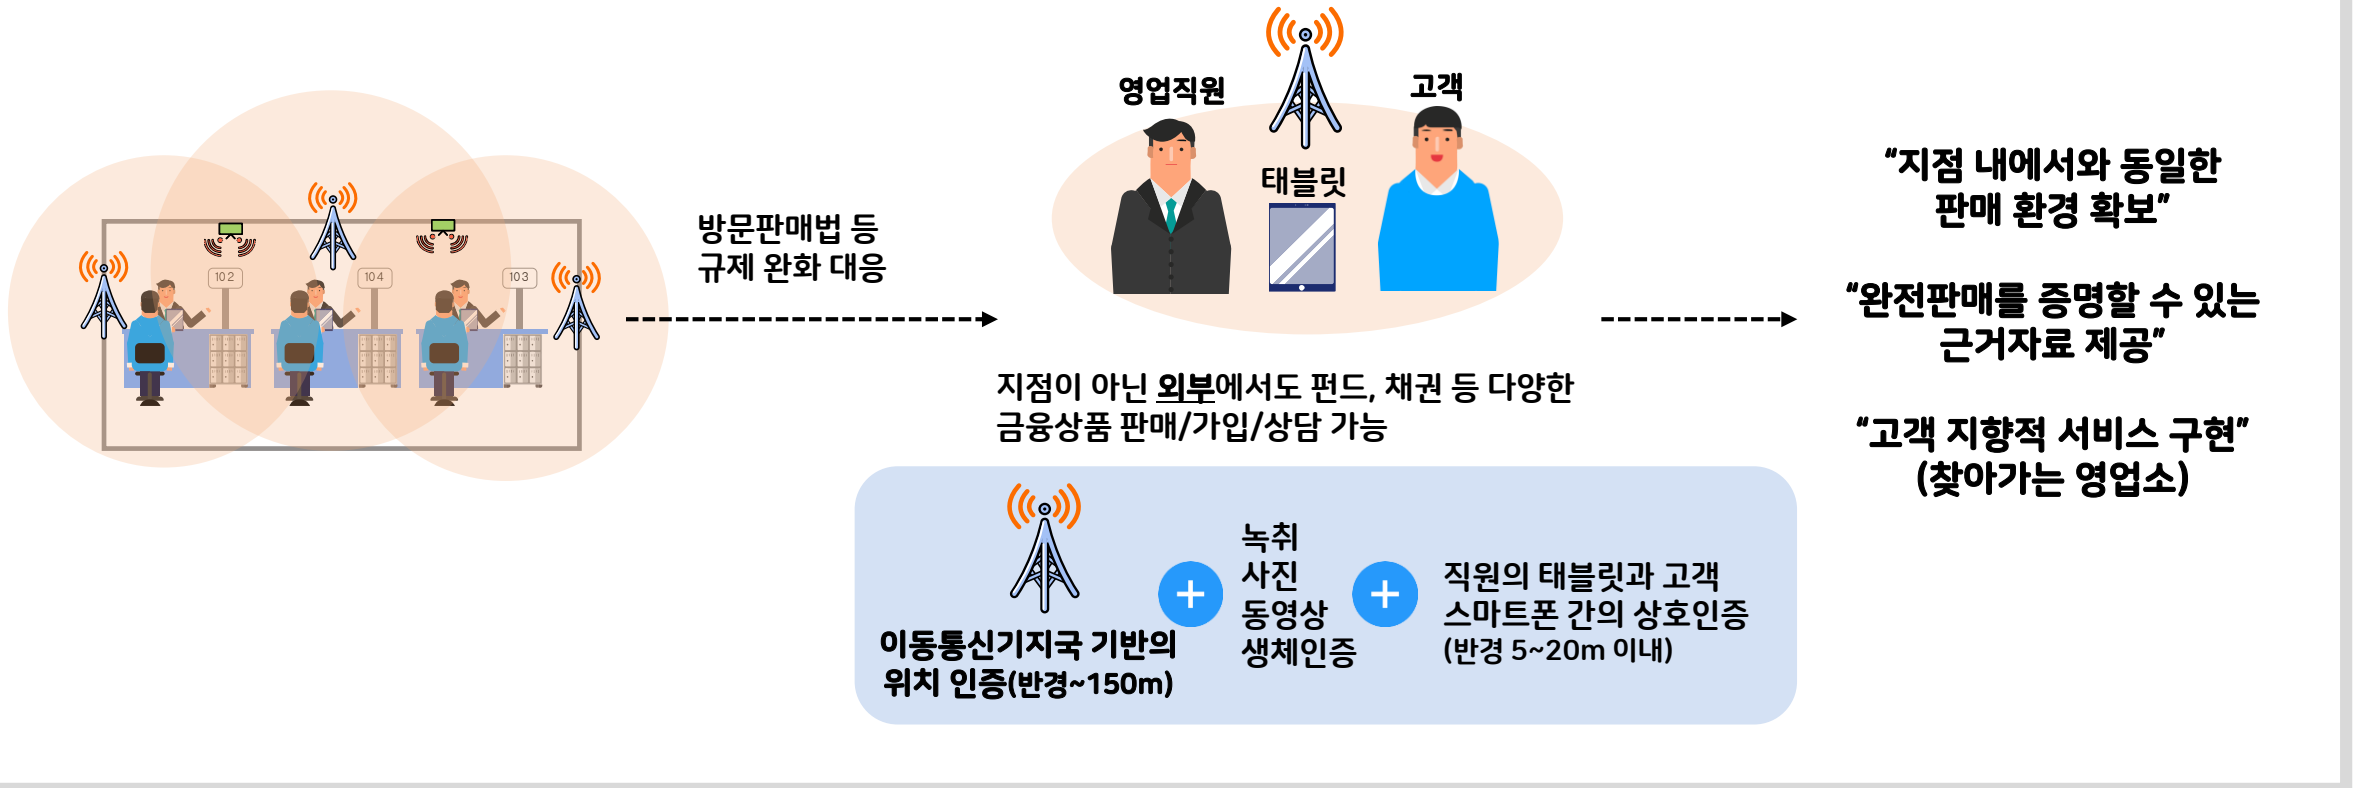 102
104
103
방문판매법 등
규제 완화 대응
영업직원
고객
태블릿
지점이 아닌 외부에서도 펀드, 채권 등 다양한
금융상품 판매/가입/상담 가능
이동통신기지국 기반의
위치 인증(반경~150m)
녹취
사진
동영상
생체인증
직원의 태블릿과 고객
스마트폰 간의 상호인증
(반경 5~20m 이내)
“지점 내에서와 동일한
판매 환경 확보”
“완전판매를 증명할 수 있는
근거자료 제공”
“고객 지향적 서비스 구현”
(찾아가는 영업소)